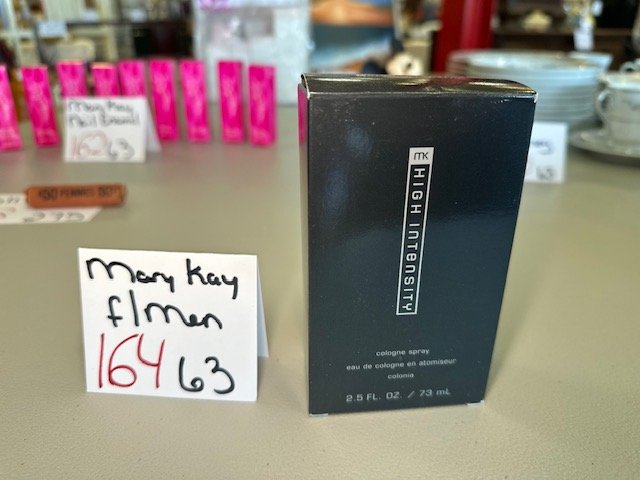 Mary Kay
Nail Enamel
162 63
Mary Kay
f/men
164 63
mK
HIGH INTENSITY
cologne spray
eau de cologne en atomiseur
colonia
2.5 FL. OZ. / 73 mL